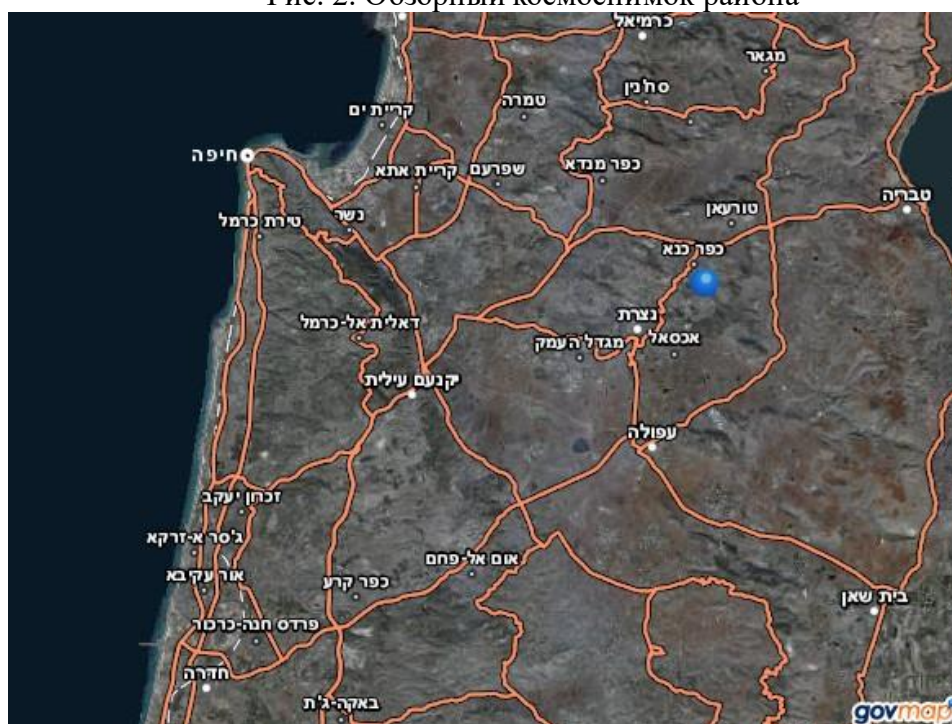 Рис. 2. Обзорный космоснимок района
כרמיאל
מגאר
סח'נין
טמרה
קריית ים
כפר מנדא
שפרעם
קריית אתא
חיפה
טבריה
טורעאן
נשר
טירת כרמל
כפר כנא
נצרת
דאלית אל-כרמל
אכסאל
מגדל העמק
יקנעם עילית
עפולה
זכרון יעקב
ג'סר א-זרקא
אום אל-פחם
אור עקיבא
כפר קרע
בית שאן
פרדס חנה-כרכור
חדרה
באקה-ג'ת
govmap